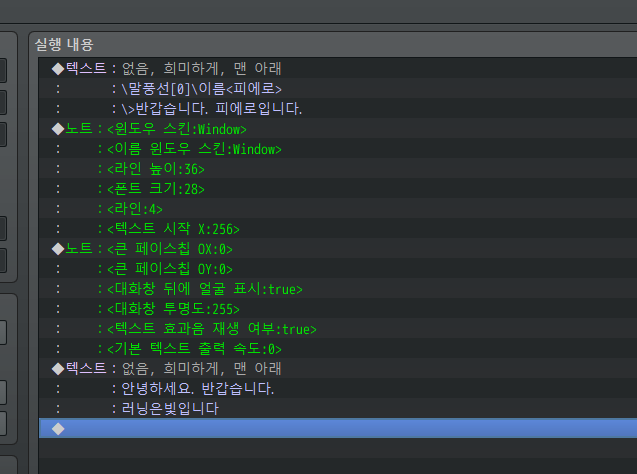 실행 내용
◆텍스트 : 없음, 희미하게, 맨 아래
:      : \말풍선[0]\이름<피에로>
:      : \>반갑습니다. 피에로입니다.
◆노트 : <윈도우 스킨:Window>
:    : <이름 윈도우 스킨:Window>
:    : <라인 높이:36>
:    : <폰트 크기:28>
:    : <라인:4>
:    : <텍스트 시작 X:256>
◆노트 : <큰 페이스칩 OX:0>
:    : <큰 페이스칩 OY:0>
:    : <대화창 뒤에 얼굴 표시:true>
:    : <대화창 투명도:255>
:    : <텍스트 효과음 재생 여부:true>
:    : <기본 텍스트 출력 속도:0>
◆텍스트 : 없음, 희미하게, 맨 아래
:      : 안녕하세요. 반갑습니다.
:      : 러닝은빛입니다
◆